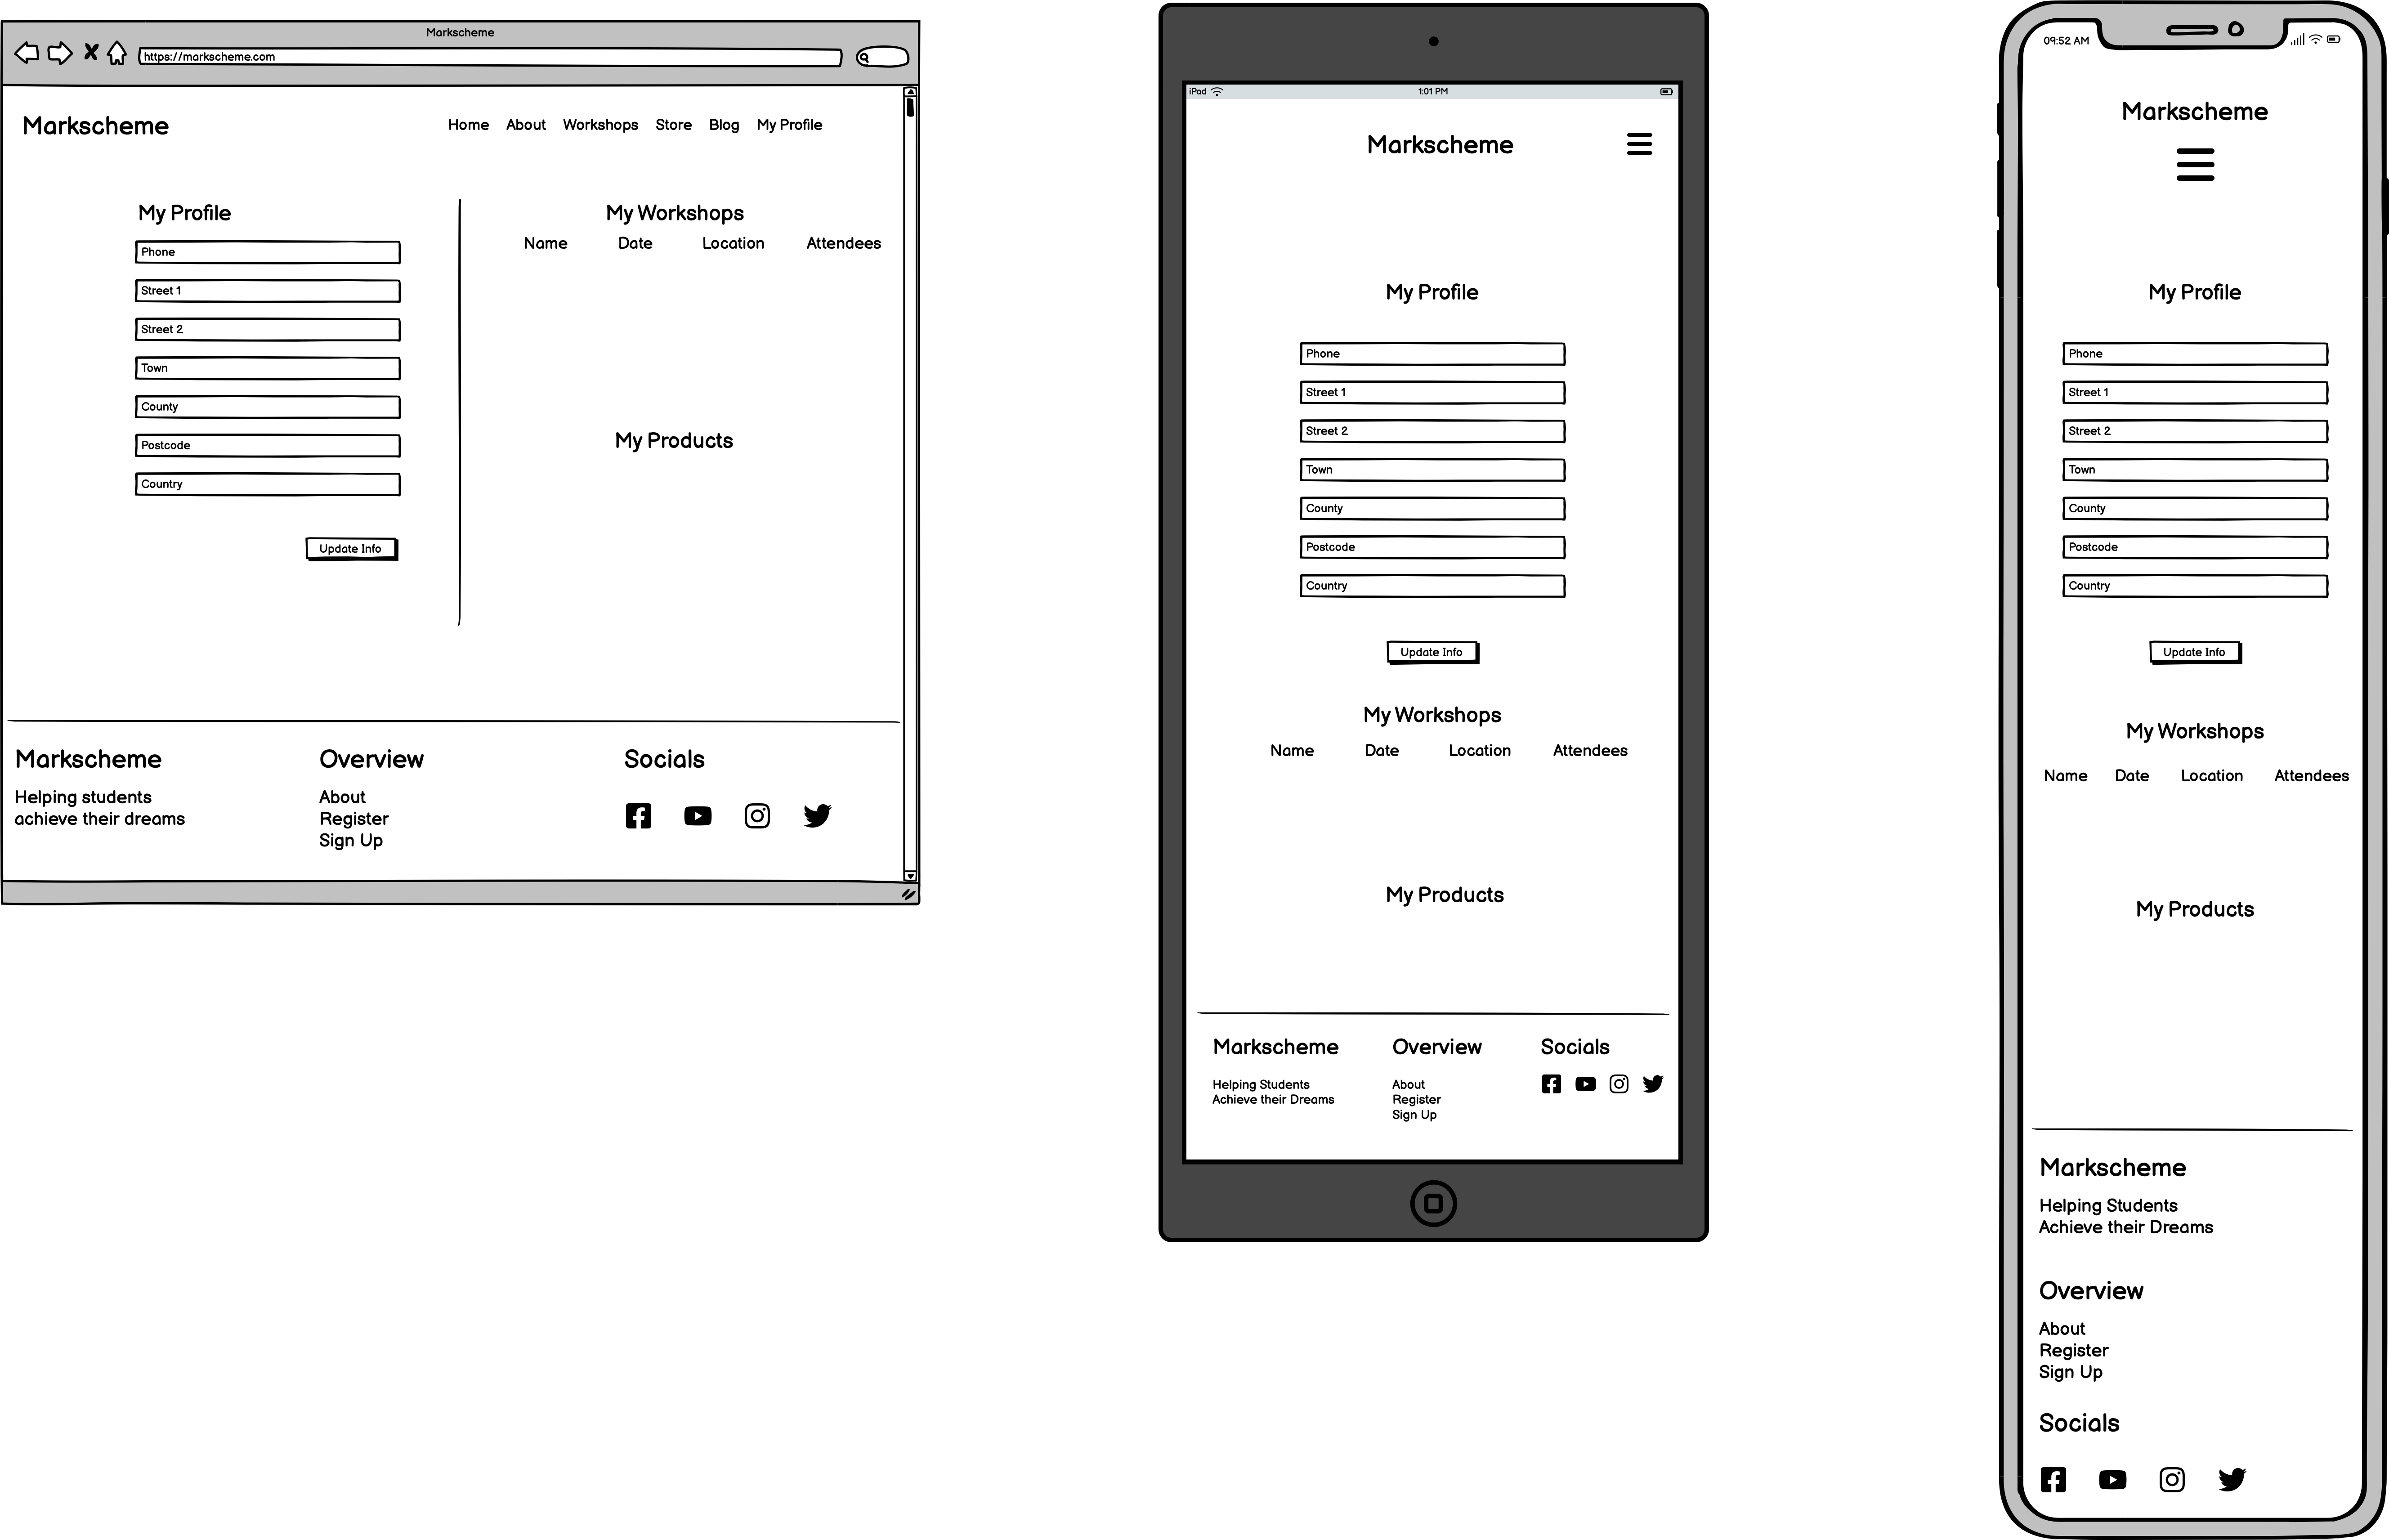 Markscheme
https://markscheme.com
Markscheme
Home About Workshops Store Blog My Profile
My Profile
Phone
Street 1
Street 2
Town
County
Postcode
Country
Update Info
My Workshops
Name Date Location Attendees
My Products
Markscheme
Helping students
achieve their dreams
Overview
About
Register
Sign Up
Socials
iPad 1:01 PM
Markscheme
My Profile
Phone
Street 1
Street 2
Town
County
Postcode
Country
Update Info
My Workshops
Name Date Location Attendees
My Products
Markscheme
Helping Students
Achieve their Dreams
Overview
About
Register
Sign Up
Socials
09:52 AM
Markscheme
My Profile
Phone
Street 1
Street 2
Town
County
Postcode
Country
Update Info
My Workshops
Name Date Location Attendees
My Products
Markscheme
Helping Students
Achieve their Dreams
Overview
About
Register
Sign Up
Socials